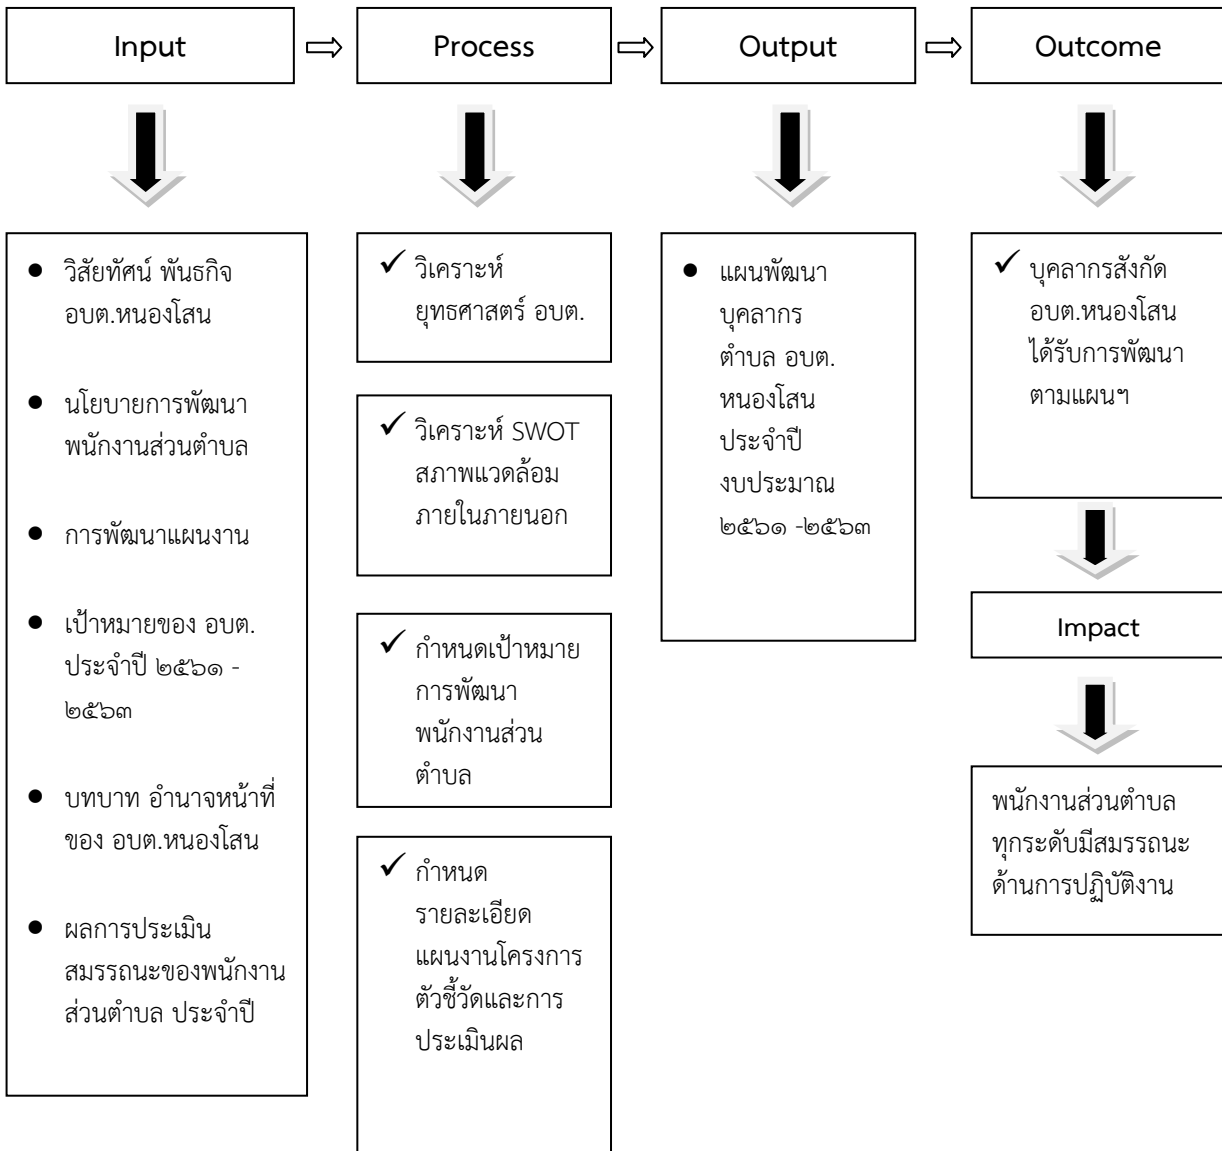 Input
Process
Output
Outcome
● วิสัยทัศน์ พันธกิจ
อบต.หนองโสน
● นโยบายการพัฒนา
พนักงานส่วนตำบล
● การพัฒนาแผนงาน
● เป้าหมายของ อบต.
ประจำปี ๒๕๖๑ -
๒๕๖๓
● บทบาท อำนาจหน้าที่
ของ อบต.หนองโสน
● ผลการประเมิน
สมรรถนะของพนักงาน
ส่วนตำบล ประจำปี
✓ วิเคราะห์
ยุทธศาสตร์ อบต.
✓ วิเคราะห์ SWOT
สภาพแวดล้อม
ภายในภายนอก
✓ กำหนดเป้าหมาย
การพัฒนา
พนักงานส่วน
ตำบล
✓ กำหนด
รายละเอียด
แผนงานโครงการ
ตัวชี้วัดและการ
ประเมินผล
● แผนพัฒนา
บุคลากร
ตำบล อบต.
หนองโสน
ประจำปี
งบประมาณ
๒๕๖๑ -๒๕๖๓
✓ บุคลากรสังกัด
อบต.หนองโสน
ได้รับการพัฒนา
ตามแผนฯ
Impact
พนักงานส่วนตำบล
ทุกระดับมีสมรรถนะ
ด้านการปฏิบัติงาน